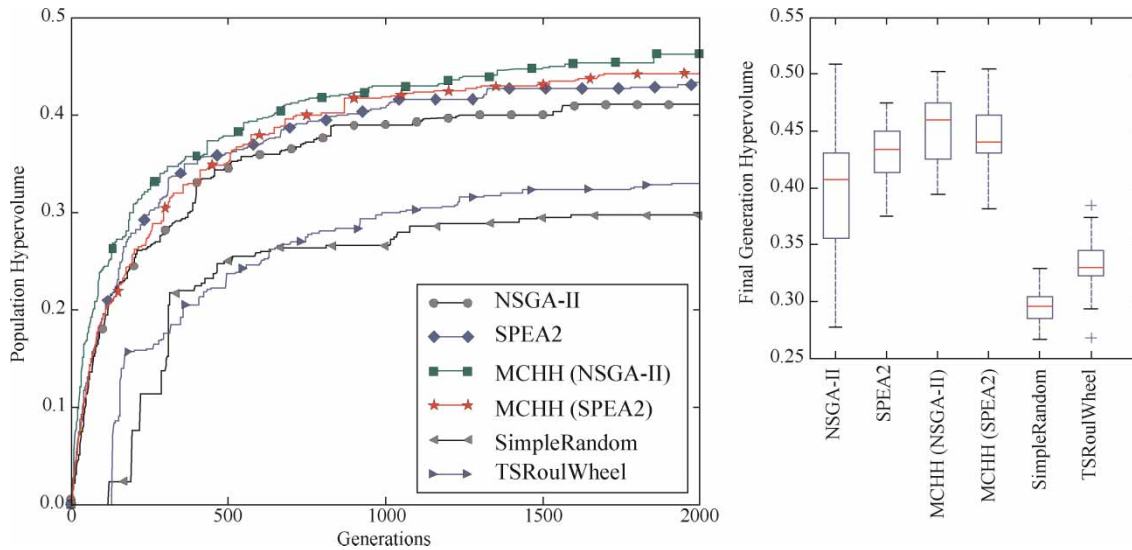 0.5
0.4
0.3
0.2
0.1
0.0
Population Hypervolume
0
500
1000
1500
2000
Generations
NSGA-II
SPEA2
MCHH (NSGA-II)
MCHH (SPEA2)
SimpleRandom
TSRoulWheel
0.55
0.50
0.45
0.40
0.35
0.30
0.25
Final Generation Hypervolume
NSGA-II
SPEA2
MCHH (NSGA-II)
MCHH (SPEA2)
SimpleRandom
TSRoulWheel